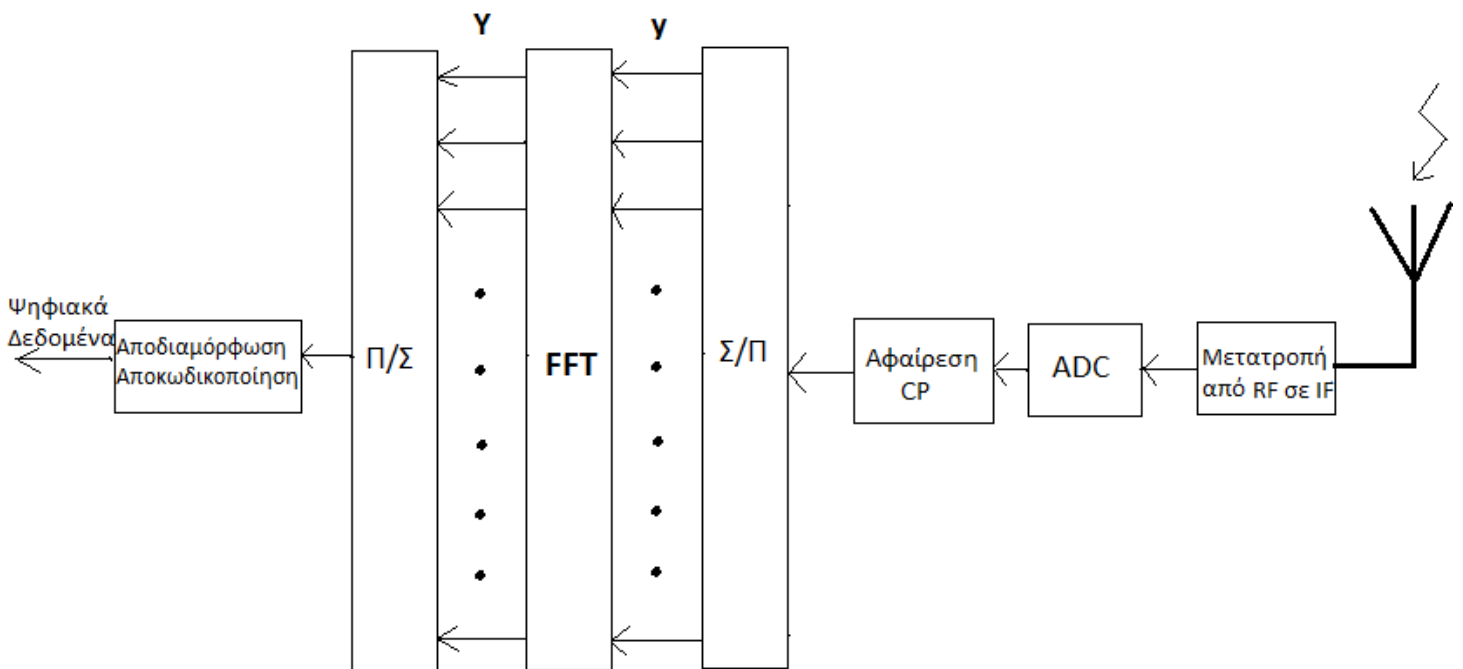 Y
y
Ψηφιακά
Δεδομένα
Αποδιαμόρφωση
Αποκωδικοποίηση
Π/Σ
FFT
Σ/Π
Αφαίρεση
CP
ADC
Μετατροπή
από RF σε IF